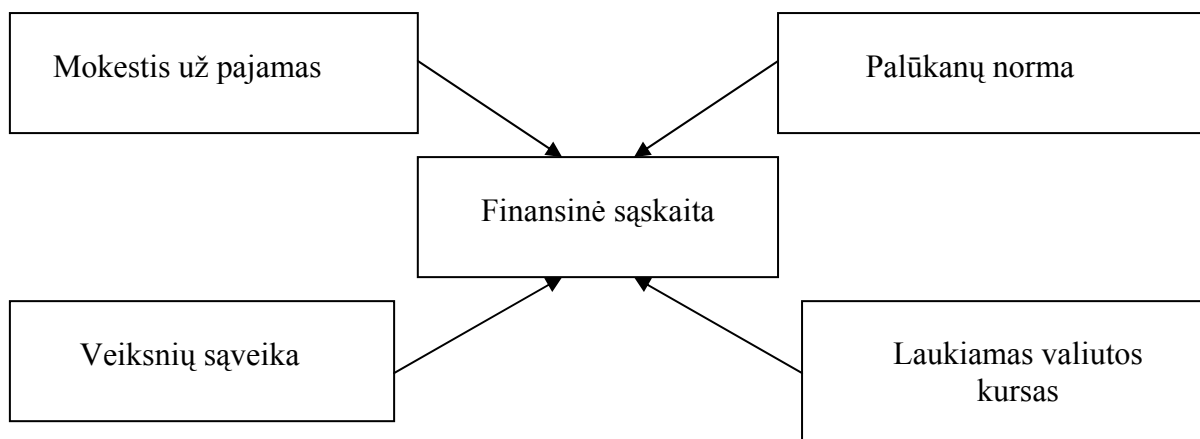 Mokestis už pajamas
Palūkanų norma
Finansinė sąskaita
Veiksnių sąveika
Laukiamas valiutos
kursas